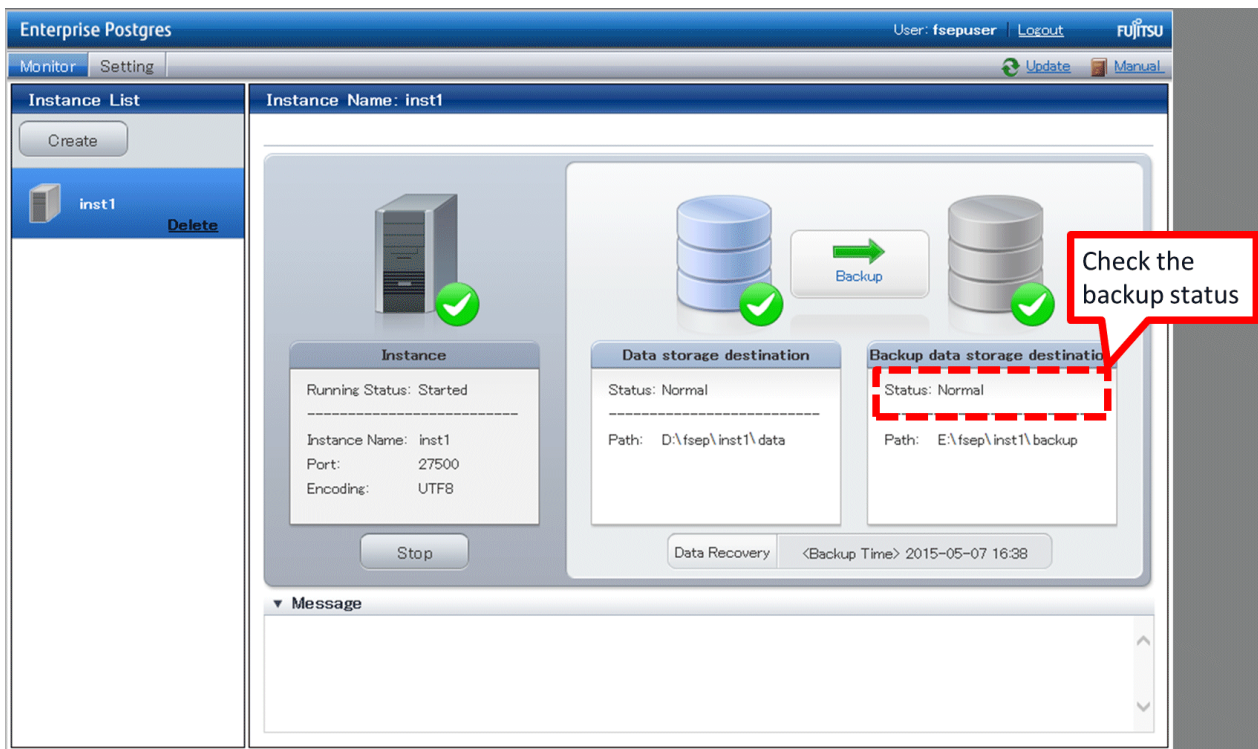 Enterprise Postgres
User: fsepuser
Logout
FUJITSU
Monitor
Setting
Update
Manual
Instance List
Create
inst1
Delete
Instance Name: inst1
Backup
Check the
backup status
Instance
Running Status: Started
Instance Name: inst1
Port: 27500
Encoding: UTF8
Stop
Data storage destination
Status: Normal
Path: D:\fsep\inst1\data
Backup data storage destinatio
Status: Normal
Path: E:\fsep\inst1\backup
Data Recovery
<Backup Time> 2015-05-07 16:38
Message